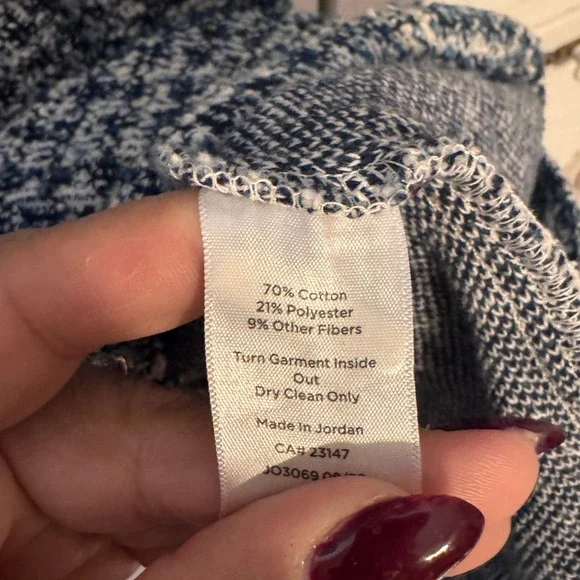 70% Cotton
21% Polyester
9% Other Fibers
Turn Garment Inside
Out
Dry Clean Only
Made in Jordan
CA# 23147
JO3069